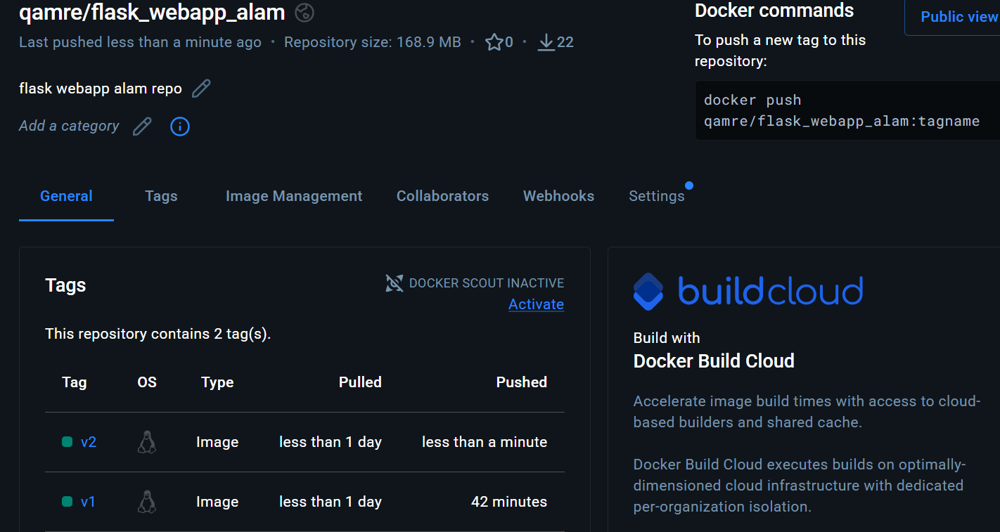 qamre/flask_webapp_alam
Last pushed less than a minute ago • Repository size: 168.9 MB • 0 • 22
flask webapp alam repo
Add a category
Docker commands
Public view
To push a new tag to this
repository:
docker push
qamre/flask_webapp_alam:tagname
General Tags Image Management Collaborators Webhooks Settings
Tags
DOCKER SCOUT INACTIVE
Activate
This repository contains 2 tag(s).
Tag OS Type Pulled Pushed
v2 Image less than 1 day less than a minute
v1 Image less than 1 day 42 minutes
buildcloud
Build with
Docker Build Cloud
Accelerate image build times with access to cloud-
based builders and shared cache.
Docker Build Cloud executes builds on optimally-
dimensioned cloud infrastructure with dedicated
per-organization isolation.